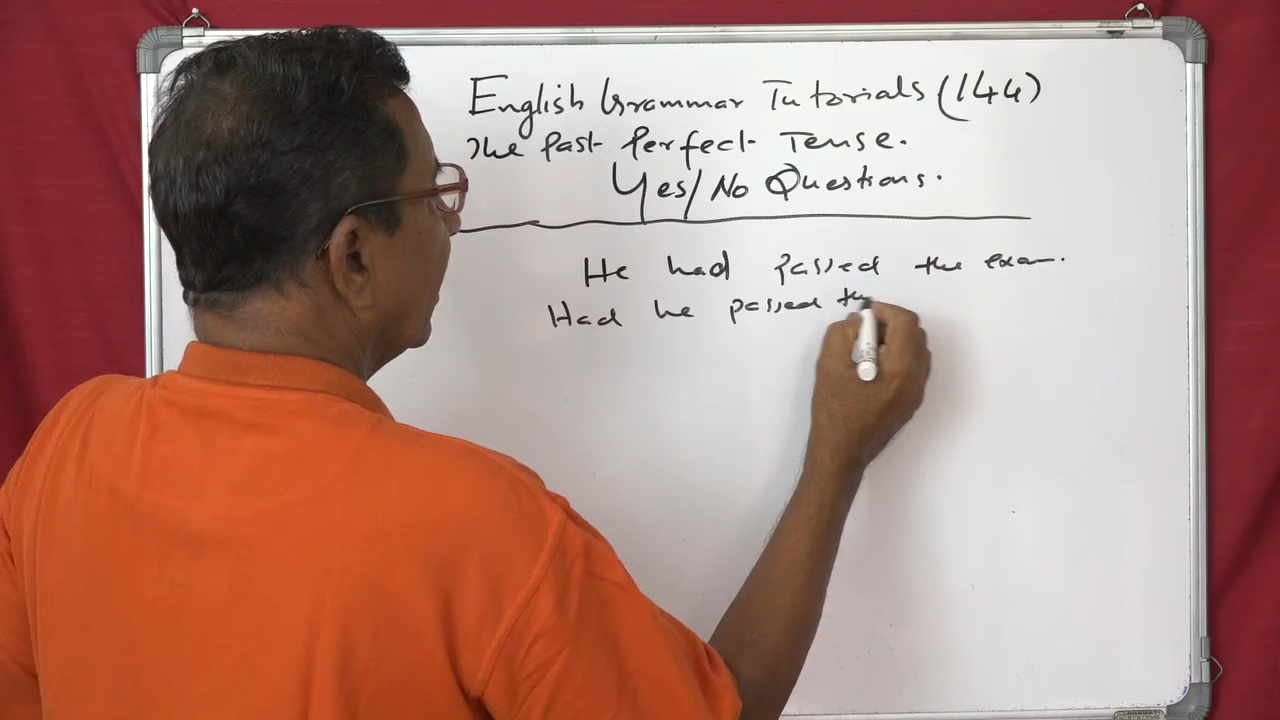 English Grammar Tutorials (144)
The Past Perfect Tense.
Yes/No Questions.
He had passed the exam.
Had he passed the